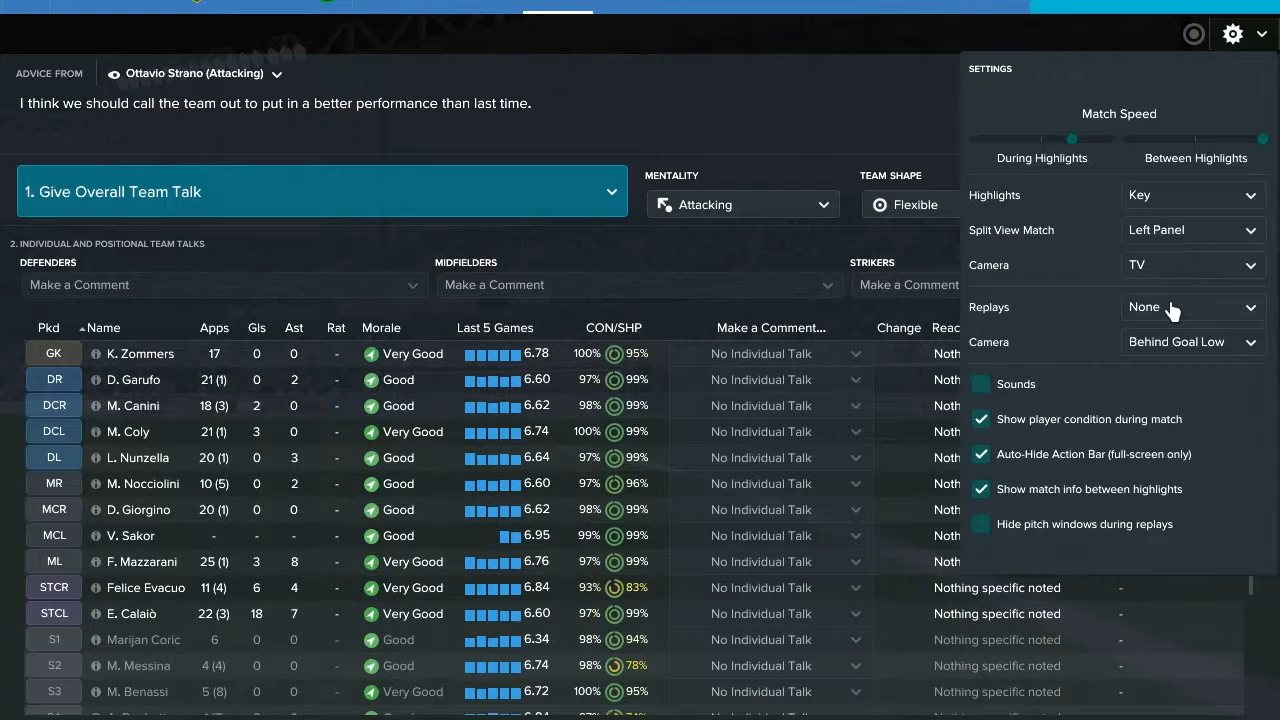 ADVICE FROM Ottavio Strano (Attacking)
I think we should call the team out to put in a better performance than last time.
1. Give Overall Team Talk
MENTALITY
Attacking
TEAM SHAPE
Flexible
2. INDIVIDUAL AND POSITIONAL TEAM TALKS
DEFENDERS MIDFIELDERS STRIKERS
Make a Comment Make a Comment Make a Comment
Pkd Name Apps Gls Ast Rat Morale Last 5 Games CON/SHP Make a Comment... Change
GK K. Zommers 17 0 0 - Very Good 6.78 100% 95% No Individual Talk
DR D. Garufo 21 (1) 0 2 - Good 6.60 97% 99% No Individual Talk
DCR M. Canini 18 (3) 2 0 - Good 6.62 98% 99% No Individual Talk
DCL M. Coly 21 (1) 3 0 - Very Good 6.74 100% 99% No Individual Talk
DL L. Nunzella 20 (1) 0 3 - Good 6.64 97% 99% No Individual Talk
MR M. Nocciolini 10 (5) 0 2 - Good 6.60 97% 96% No Individual Talk
MCR D. Giorgino 20 (1) 0 0 - Good 6.62 98% 99% No Individual Talk
MCL V. Sakor - - - - Good 6.95 99% 99% No Individual Talk
ML F. Mazzarani 25 (1) 3 8 - Very Good 6.76 97% 99% No Individual Talk
STCR Felice Evacuo 11 (4) 6 4 - Very Good 6.84 93% 83% No Individual Talk Nothing specific noted -
STCL E. Calaiò 22 (3) 18 7 - Very Good 6.60 97% 99% No Individual Talk Nothing specific noted -
S1 Marijan Coric 6 0 0 - Good 6.34 98% 94% No Individual Talk Nothing specific noted -
S2 M. Messina 4 (4) 0 0 - Good 6.74 98% 78% No Individual Talk Nothing specific noted -
S3 M. Benassi 5 (8) 0 0 - Very Good 6.72 100% 95% No Individual Talk Nothing specific noted -
SETTINGS
Match Speed
During Highlights Between Highlights
Highlights Key
Split View Match Left Panel
Camera TV
Replays None
Camera Behind Goal Low
Sounds
Show player condition during match
Auto-Hide Action Bar (full-screen only)
Show match info between highlights
Hide pitch windows during replays